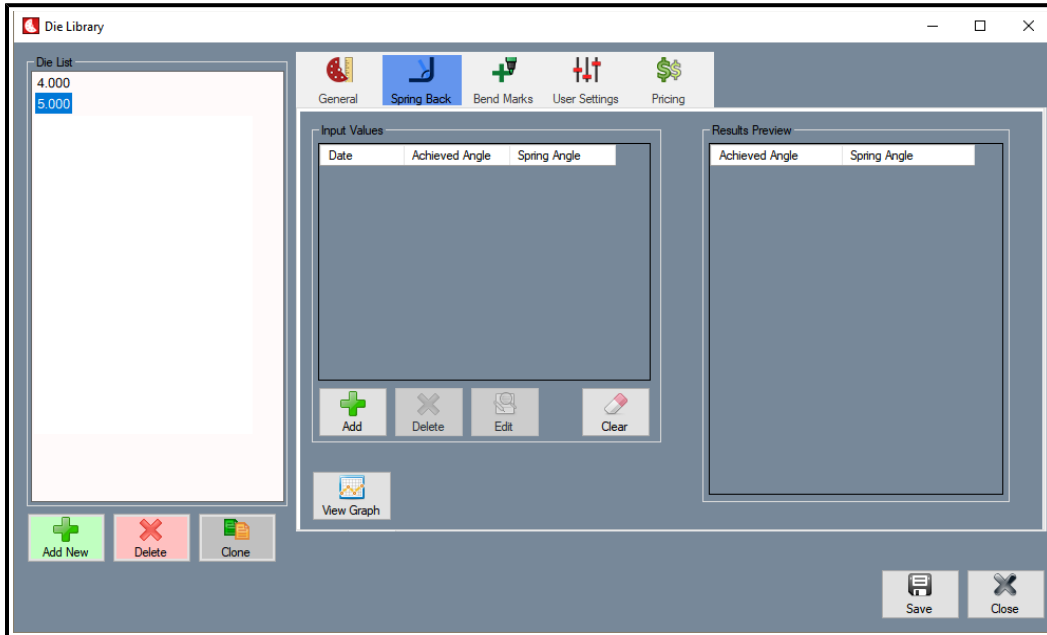 Die Library
Die List
4.000
5.000
General Spring Back Bend Marks User Settings Pricing
Input Values
Date Achieved Angle Spring Angle
Results Preview
Achieved Angle Spring Angle
Add Delete Edit Clear
View Graph
Add New Delete Clone
Save Close